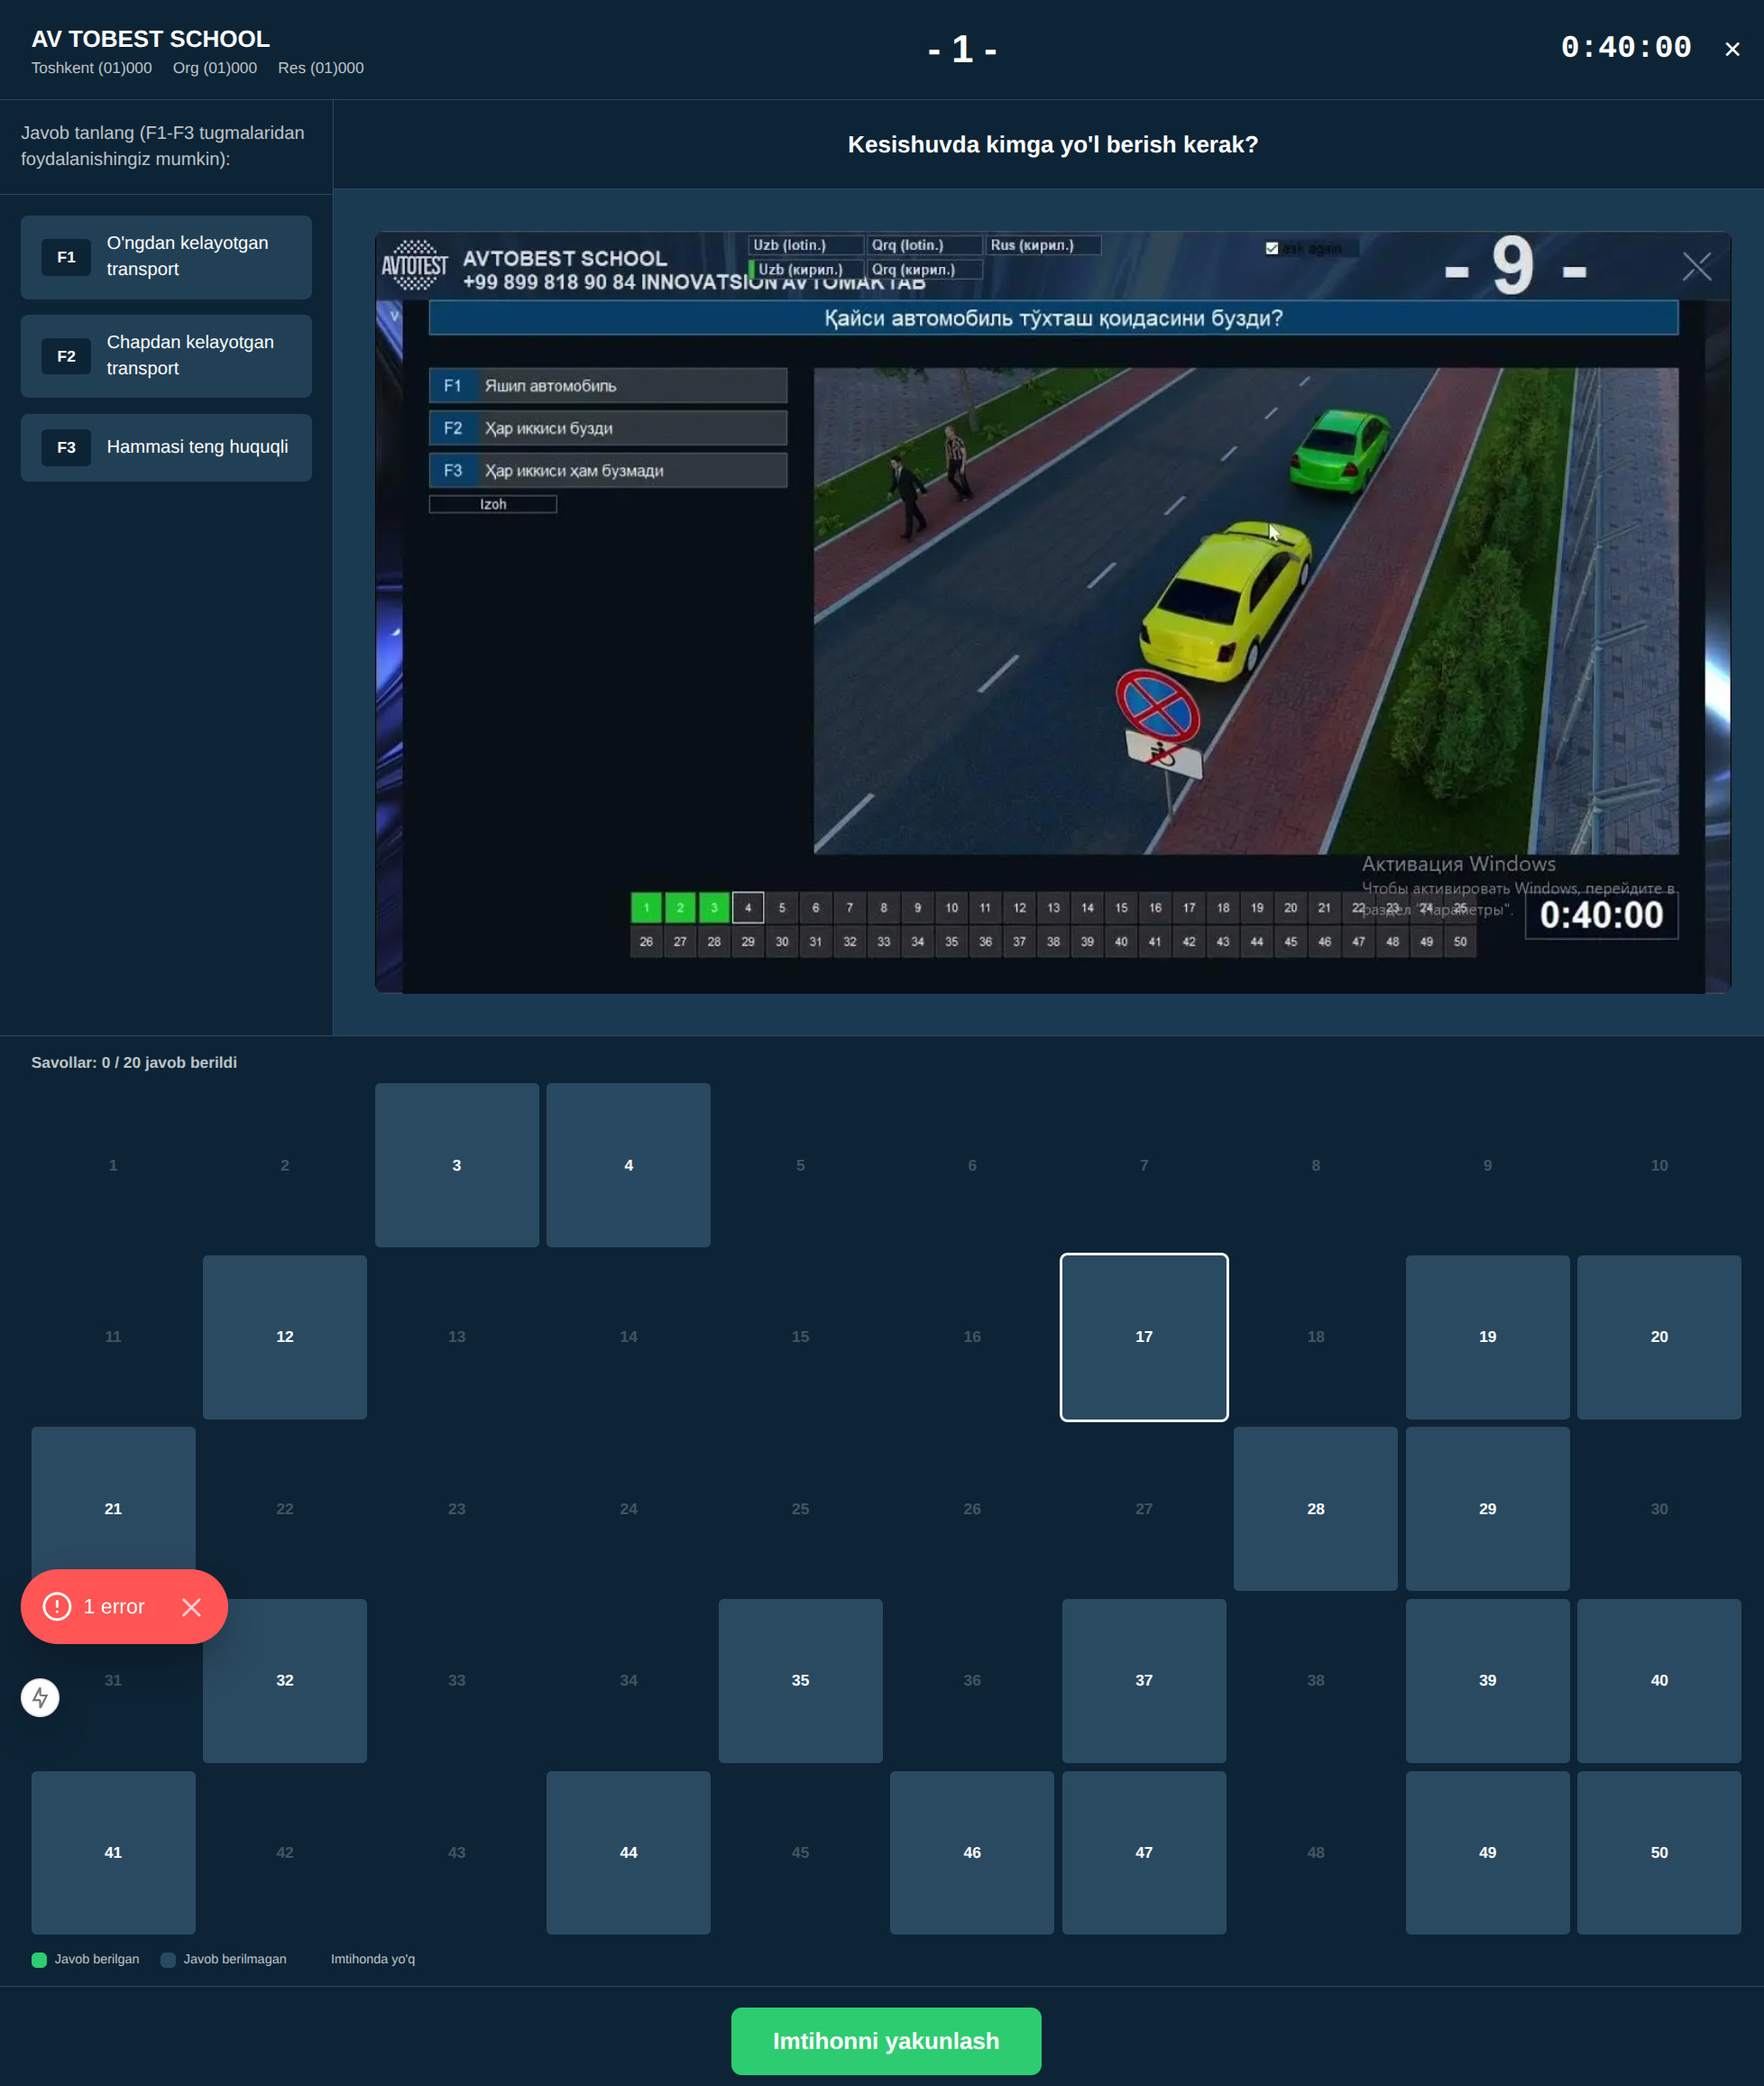 AV TOBEST SCHOOL
Toshkent (01)000 Org (01)000 Res (01)000
- 1 -
0:40:00
Javob tanlang (F1-F3 tugmalaridan
foydalanishingiz mumkin):
F1 O'ngdan kelayotgan
transport
F2 Chapdan kelayotgan
transport
F3 Hammasi teng huquqli
Kesishuvda kimga yo'l berish kerak?
AVTOTEST
AVTOBEST SCHOOL
+99 899 818 90 84 INNOVATSION AVTOMAKTAB
Uzb (lotin.) Qrq (lotin.) Rus (кирил.)
Uzb (кирил.) Qrq (кирил.)
ask again
- 9 -
Қайси автомобиль тўхташ қоидасини бузди?
F1 Яшил автомобиль
F2 Ҳар иккиси бузди
F3 Ҳар иккиси ҳам бузмади
Izoh
Активация Windows
Чтобы активировать Windows, перейдите в
раздел "Параметры".
1 2 3 4 5 6 7 8 9 10 11 12 13 14 15 16 17 18 19 20 21 22 23 24 25
26 27 28 29 30 31 32 33 34 35 36 37 38 39 40 41 42 43 44 45 46 47 48 49 50
0:40:00
Savollar: 0 / 20 javob berildi
1 2 3 4 5 6 7 8 9 10
11 12 13 14 15 16 17 18 19 20
21 22 23 24 25 26 27 28 29 30
1 error
31 32 33 34 35 36 37 38 39 40
41 42 43 44 45 46 47 48 49 50
Javob berilgan Javob berilmagan Imtihonda yo'q
Imtihonni yakunlash